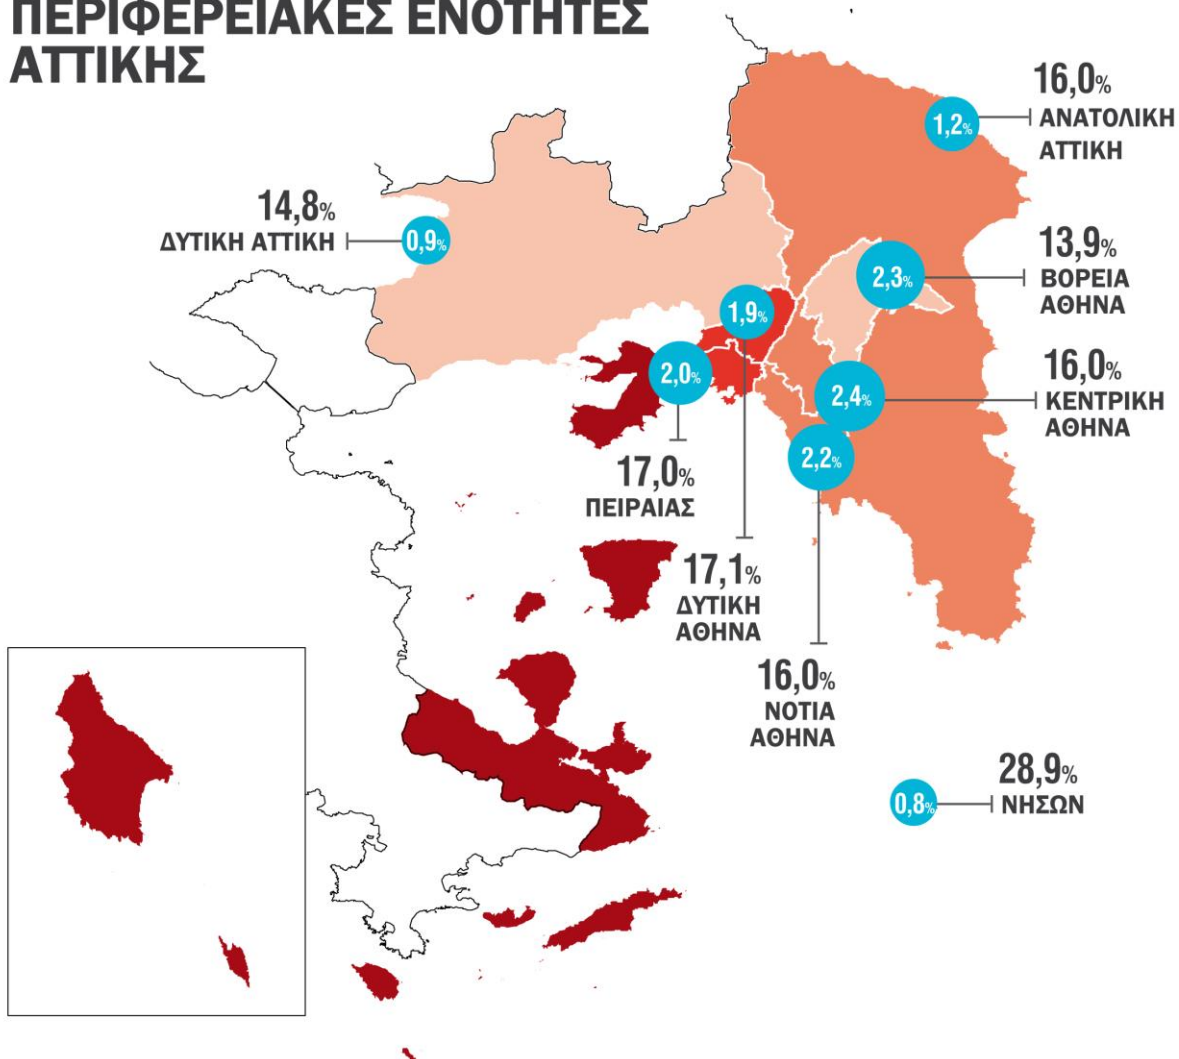 ΠΕΡΙΦΕΡΕΙΑΚΕΣ ΕΝΟΤΗΤΕΣ
ΑΤΤΙΚΗΣ
16,0%
1,2%
ΑΝΑΤΟΛΙΚΗ
ΑΤΤΙΚΗ
14,8%
ΔΥΤΙΚΗ ΑΤΤΙΚΗ
0,9%
13,9%
2,3%
ΒΟΡΕΙΑ
ΑΘΗΝΑ
1,9%
16,0%
2,0%
2,4%
ΚΕΝΤΡΙΚΗ
ΑΘΗΝΑ
2,2%
17,0%
ΠΕΙΡΑΙΑΣ
17,1%
ΔΥΤΙΚΗ
ΑΘΗΝΑ
16,0%
ΝΟΤΙΑ
ΑΘΗΝΑ
28,9%
0,8%
ΝΗΣΩΝ